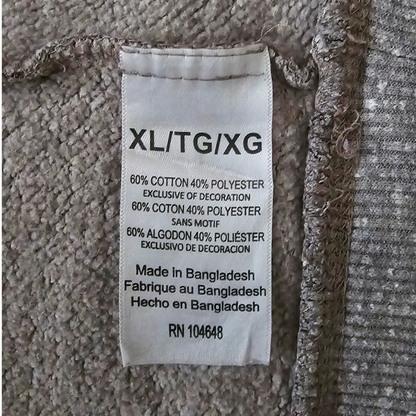 XL/TG/XG
60% COTTON 40% POLYESTER
EXCLUSIVE OF DECORATION
60% COTON 40% POLYESTER
SANS MOTIF
60% ALGODON 40% POLIÉSTER
EXCLUSIVO DE DECORACIÓN
Made in Bangladesh
Fabrique au Bangladesh
Hecho en Bangladesh
RN 104648